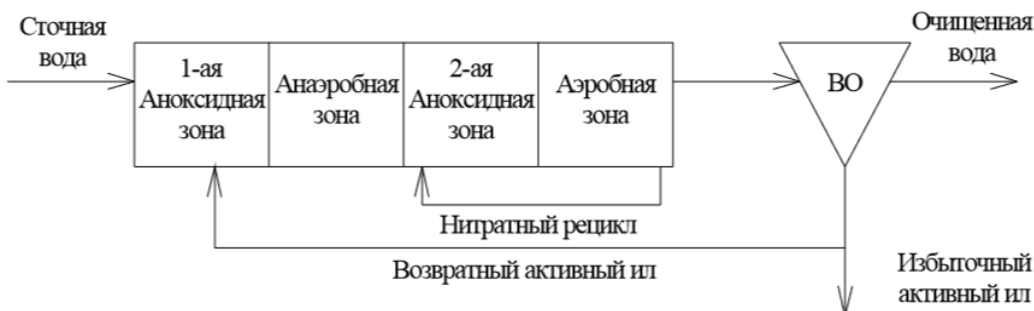 Сточная
вода
1-ая
Аноксидная
зона
Анаэробная
зона
2-ая
Аноксидная
зона
Аэробная
зона
ВО
Очищенная
вода
Нитратный рецикл
Возвратный активный ил
Избыточный
активный ил